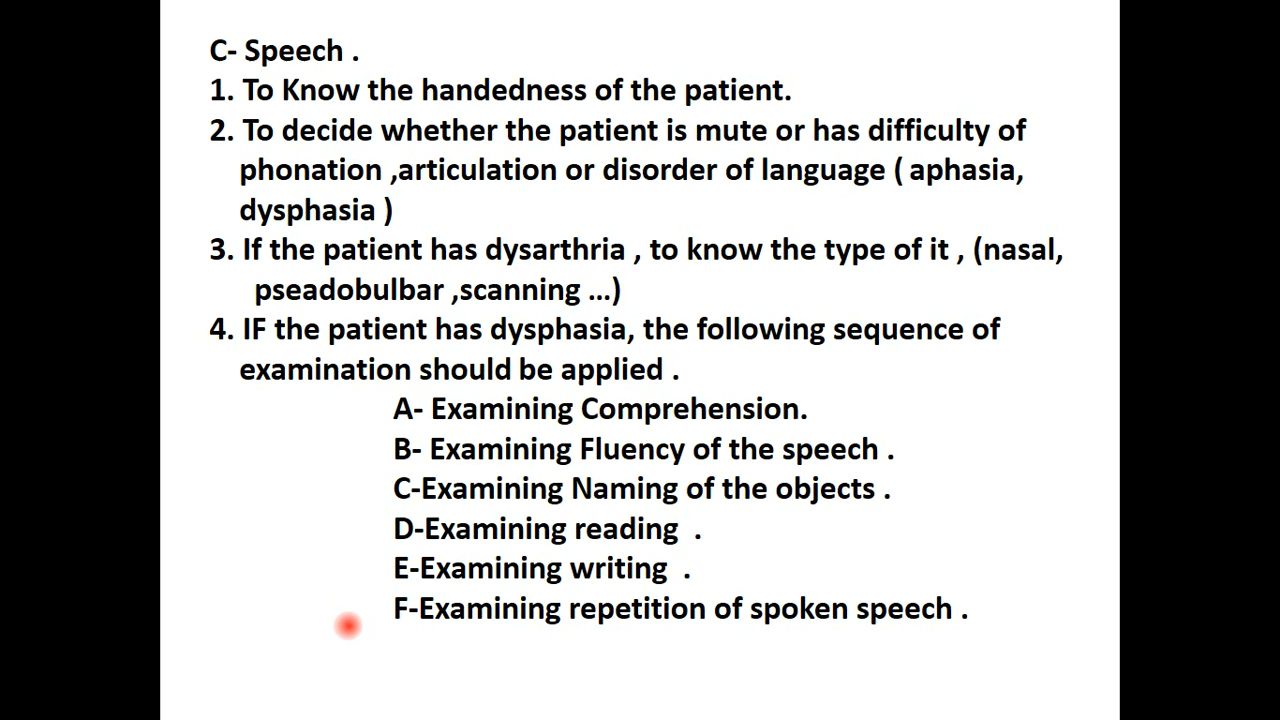 C- Speech .
1. To Know the handedness of the patient.
2. To decide whether the patient is mute or has difficulty of
phonation ,articulation or disorder of language ( aphasia,
dysphasia )
3. If the patient has dysarthria , to know the type of it , (nasal,
pseadobulbar ,scanning ...)
4. IF the patient has dysphasia, the following sequence of
examination should be applied .
A- Examining Comprehension.
B- Examining Fluency of the speech .
C-Examining Naming of the objects .
D-Examining reading  .
E-Examining writing  .
F-Examining repetition of spoken speech .